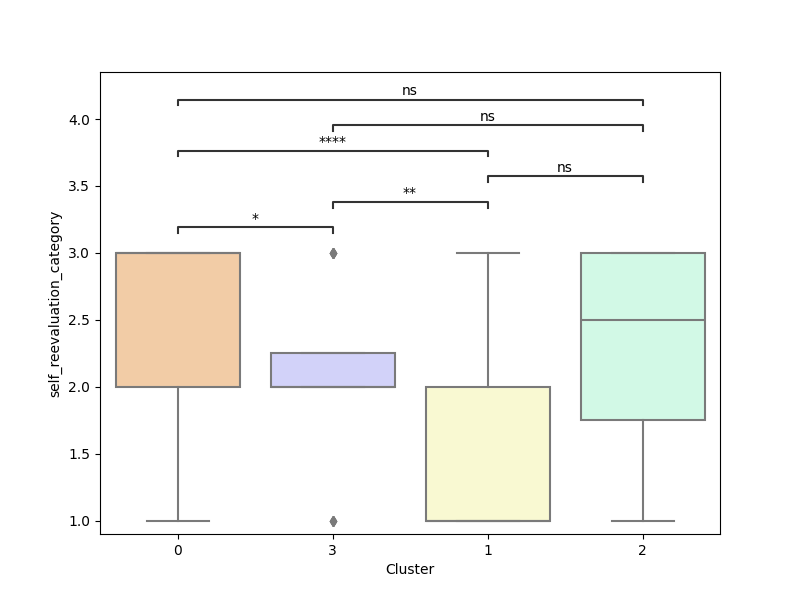 ns
ns
****
ns
**
*
4.0
3.5
3.0
2.5
2.0
1.5
1.0
self_reevaluation_category
0 3 1 2
Cluster